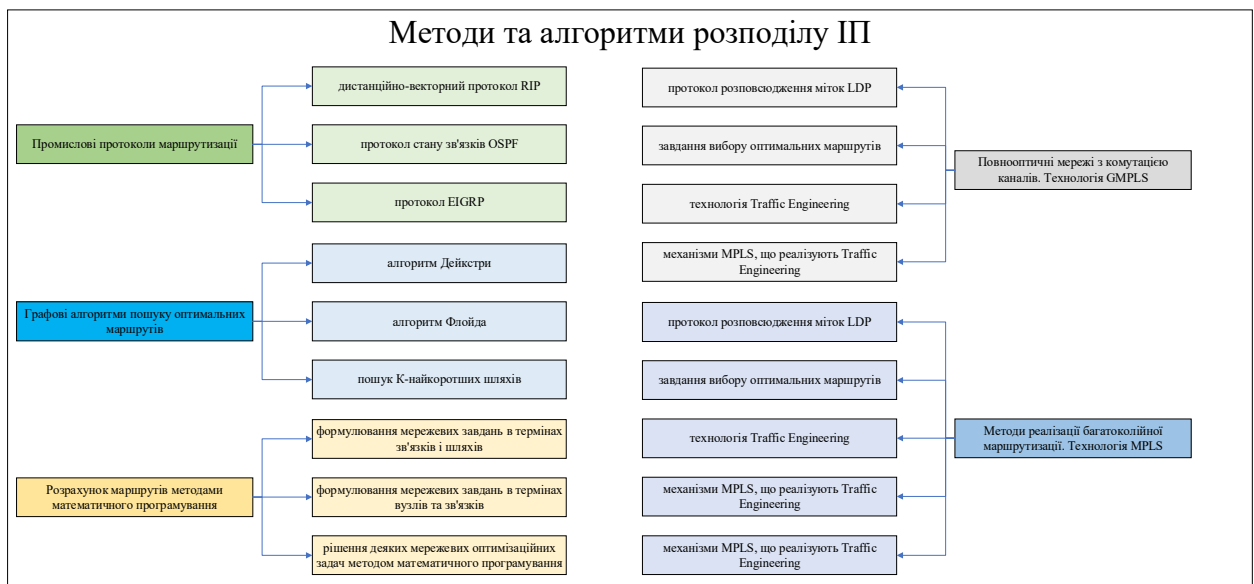 Методи та алгоритми розподілу ІП
Промислові протоколи маршрутизації
дистанційно-векторний протокол RIP
протокол стану зв'язків OSPF
протокол EIGRP
Графові алгоритми пошуку оптимальних
маршрутів
алгоритм Дейкстри
алгоритм Флойда
пошук К-найкоротших шляхів
Розрахунок маршрутів методами
математичного програмування
формулювання мережевих завдань в термінах
зв'язків і шляхів
формулювання мережевих завдань в термінах
вузлів та зв'язків
рішення деяких мережевих оптимізаційних
задач методом математичного програмування
протокол розповсюдження міток LDP
завдання вибору оптимальних маршрутів
технологія Traffic Engineering
механізми MPLS, що реалізують Traffic
Engineering
Повнооптичні мережі з комутацією
каналів. Технологія GMPLS
протокол розповсюдження міток LDP
завдання вибору оптимальних маршрутів
технологія Traffic Engineering
механізми MPLS, що реалізують Traffic
Engineering
механізми MPLS, що реалізують Traffic
Engineering
Методи реалізації багатоколійної
маршрутизації. Технологія MPLS